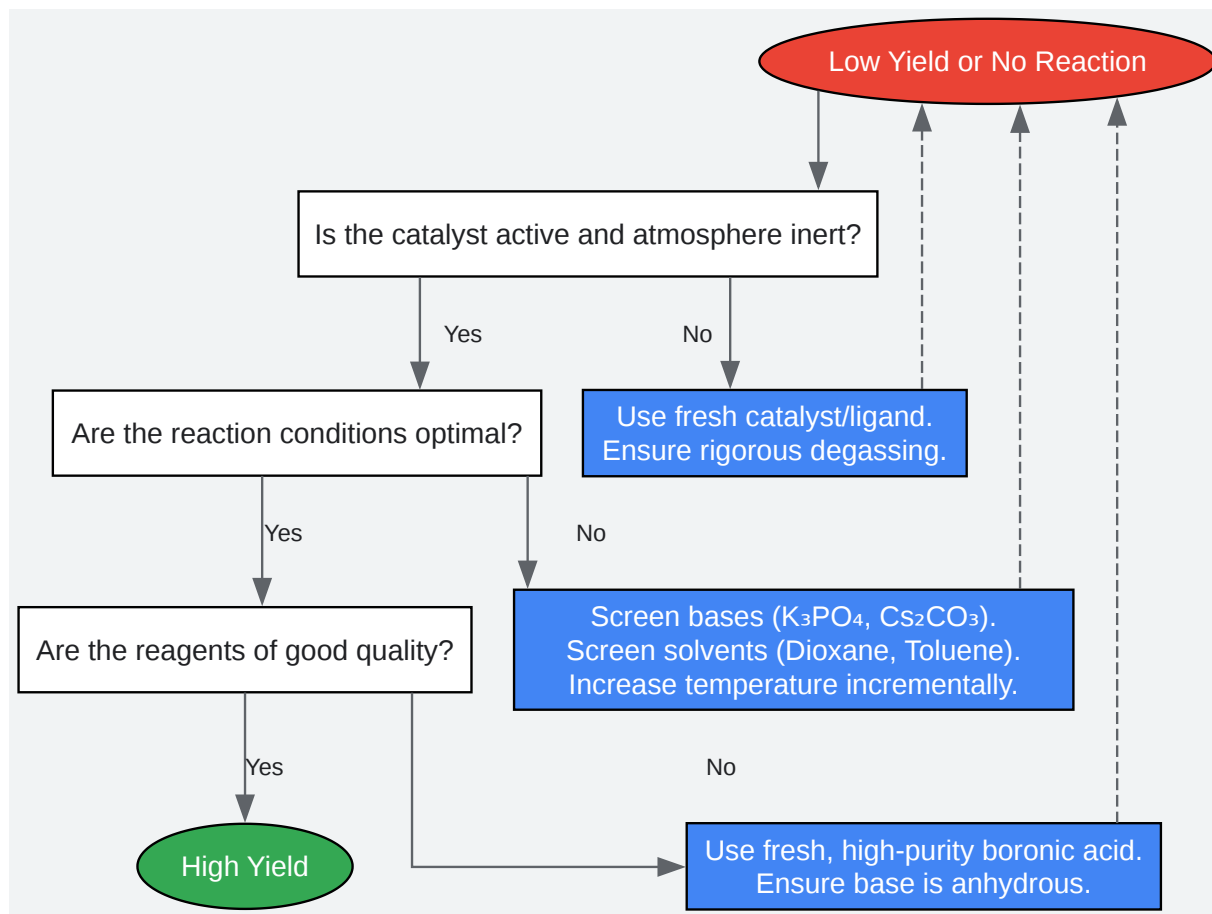 Low Yield or No Reaction
Is the catalyst active and atmosphere inert?
Yes
No
Are the reaction conditions optimal?
Use fresh catalyst/ligand.
Ensure rigorous degassing.
Yes
No
Are the reagents of good quality?
Screen bases (K₃PO₄, Cs₂CO₃).
Screen solvents (Dioxane, Toluene).
Increase temperature incrementally.
Yes
No
High Yield
Use fresh, high-purity boronic acid.
Ensure base is anhydrous.